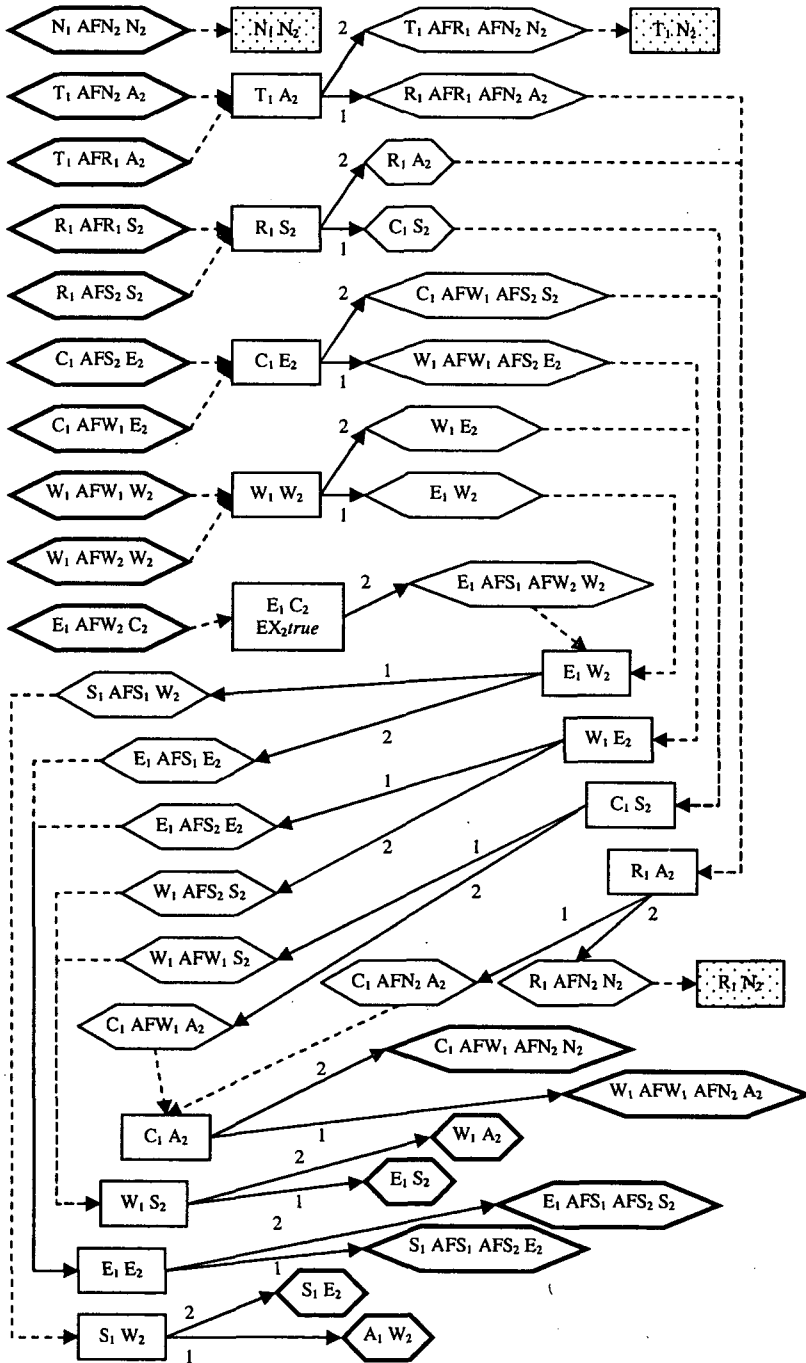 N₁ AFN₂ N₂
N₁ N₂
2
T₁ AFR₁ AFN₂ N₂
T₁ N₂
T₁ AFN₂ A₂
T₁ A₂
1
R₁ AFR₁ AFN₂ A₂
T₁ AFR₁ A₂
2
R₁ A₂
R₁ AFR₁ S₂
R₁ S₂
1
C₁ S₂
R₁ AFS₂ S₂
2
C₁ AFW₁ AFS₂ S₂
C₁ AFS₂ E₂
C₁ E₂
1
W₁ AFW₁ AFS₂ E₂
C₁ AFW₁ E₂
2
W₁ E₂
W₁ AFW₁ W₂
W₁ W₂
1
E₁ W₂
W₁ AFW₂ W₂
2
E₁ AFS₁ AFW₂ W₂
E₁ AFW₂ C₂
E₁ C₂
EX₂true
E₁ W₂
1
S₁ AFS₁ W₂
2
W₁ E₂
E₁ AFS₁ E₂
1
C₁ S₂
E₁ AFS₂ E₂
2
1
R₁ A₂
W₁ AFS₂ S₂
2
1
2
W₁ AFW₁ S₂
C₁ AFN₂ A₂
R₁ AFN₂ N₂
R₁ N₂
C₁ AFW₁ A₂
C₁ AFW₁ AFN₂ N₂
2
W₁ AFW₁ AFN₂ A₂
C₁ A₂
1
W₁ A₂
2
E₁ S₂
W₁ S₂
1
E₁ AFS₁ AFS₂ S₂
2
S₁ AFS₁ AFS₂ E₂
E₁ E₂
1
S₁ E₂
2
S₁ W₂
A₁ W₂
1